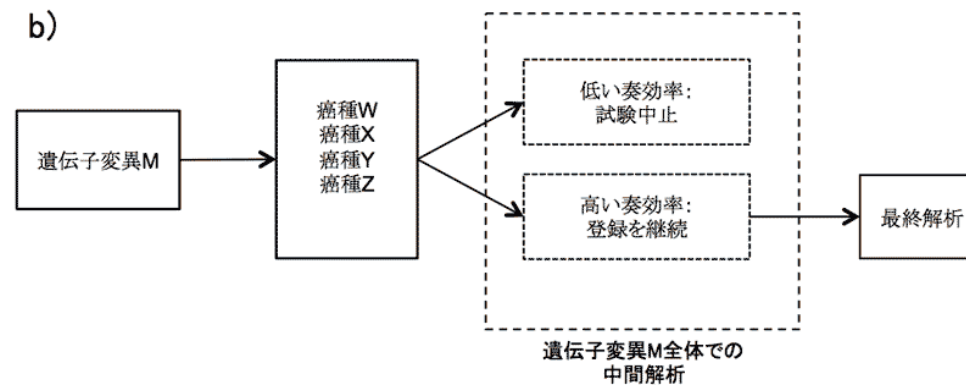 b)
遺伝子変異M
癌種W
癌種X
癌種Y
癌種Z
低い奏効率:
試験中止
高い奏効率:
登録を継続
最終解析
遺伝子変異M全体での
中間解析